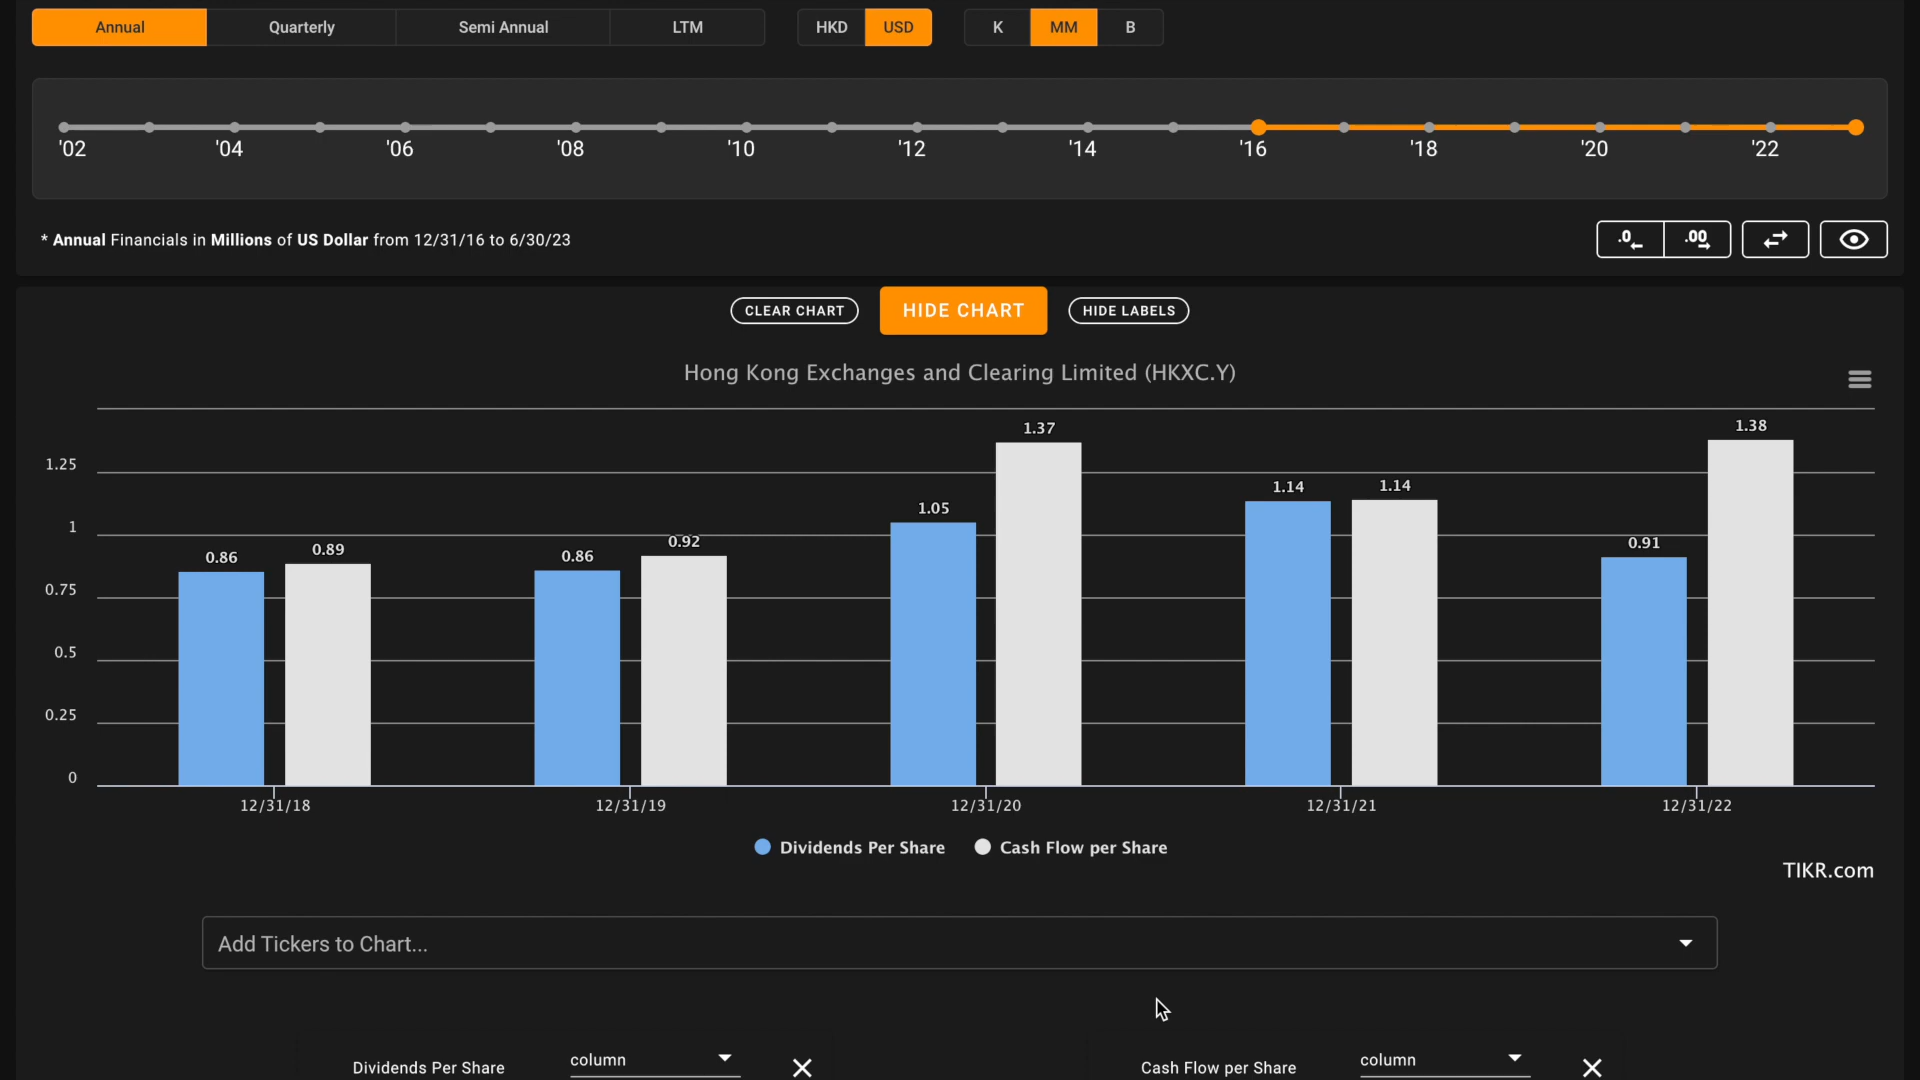 Annual Quarterly Semi Annual LTM HKD USD K MM B
'02 '04 '06 '08 '10 '12 '14 '16 '18 '20 '22
* Annual Financials in Millions of US Dollar from 12/31/16 to 6/30/23
.0 .00
CLEAR CHART HIDE CHART HIDE LABELS
Hong Kong Exchanges and Clearing Limited (HKXC.Y)
1.25
1
0.75
0.5
0.25
0
0.86 0.89 0.86 0.92 1.05 1.37 1.14 1.14 0.91 1.38
12/31/18 12/31/19 12/31/20 12/31/21 12/31/22
Dividends Per Share Cash Flow per Share
TIKR.com
Add Tickers to Chart...
Dividends Per Share column Cash Flow per Share column